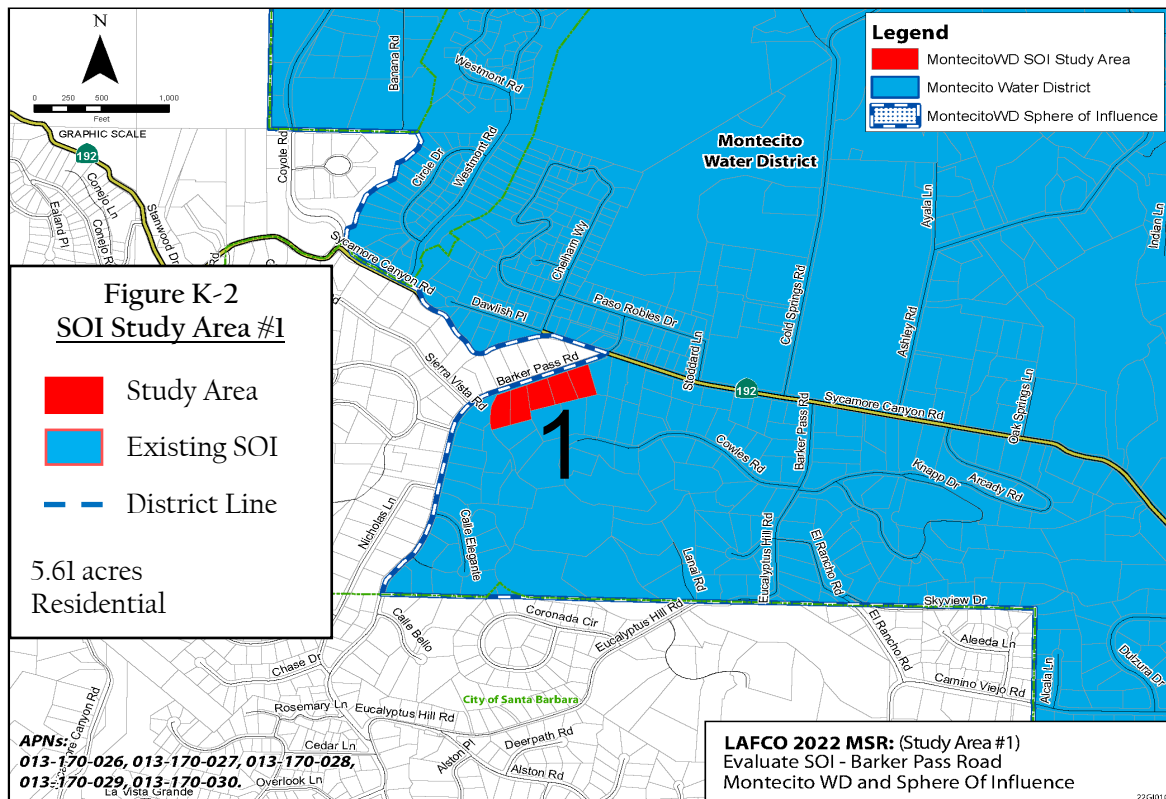 N
0 250 500 1,000
Feet
GRAPHIC SCALE
Legend
MontecitoWD SOI Study Area
Montecito Water District
MontecitoWD Sphere of Influence
Montecito
Water District
192
Banana Rd
Westmont Rd
Westmont Rd
Circle Dr
Coyote Rd
Conejo Ln
Ealand Pl
Stanwood Dr
Sycamore Canyon Rd
Chelham Wy
Dawlish Pl
Paso Robles Dr
Stoddard Ln
Cold Springs Rd
Ayala Ln
Ashley Rd
Indian Ln
Oak Springs Ln
Sierra Vista Rd
Barker Pass Rd
192
Sycamore Canyon Rd
Barker Pass Rd
Cowles Rd
Knapp Dr
Arcady Rd
1
Figure K-2
SOI Study Area #1
Study Area
Existing SOI
District Line
5.61 acres
Residential
Nicholas Ln
Calle Elegante
Lanai Rd
Eucalyptus Hill Rd
El Rancho Rd
Skyview Dr
Calle Bello
Coronada Cir
Eucalyptus Hill Rd
El Rancho Rd
Aleeda Ln
Camino Viejo Rd
Alcala Ln
Dulzura Dr
Chase Dr
City of Santa Barbara
Rosemary Ln
Eucalyptus Hill Rd
Cedar Ln
Alston Pl
Deerpath Rd
Alston Rd
Overlook Ln
La Vista Grande
APNs:
013-170-026, 013-170-027, 013-170-028,
013-170-029, 013-170-030.
LAFCO 2022 MSR: (Study Area #1)
Evaluate SOI - Barker Pass Road
Montecito WD and Sphere Of Influence